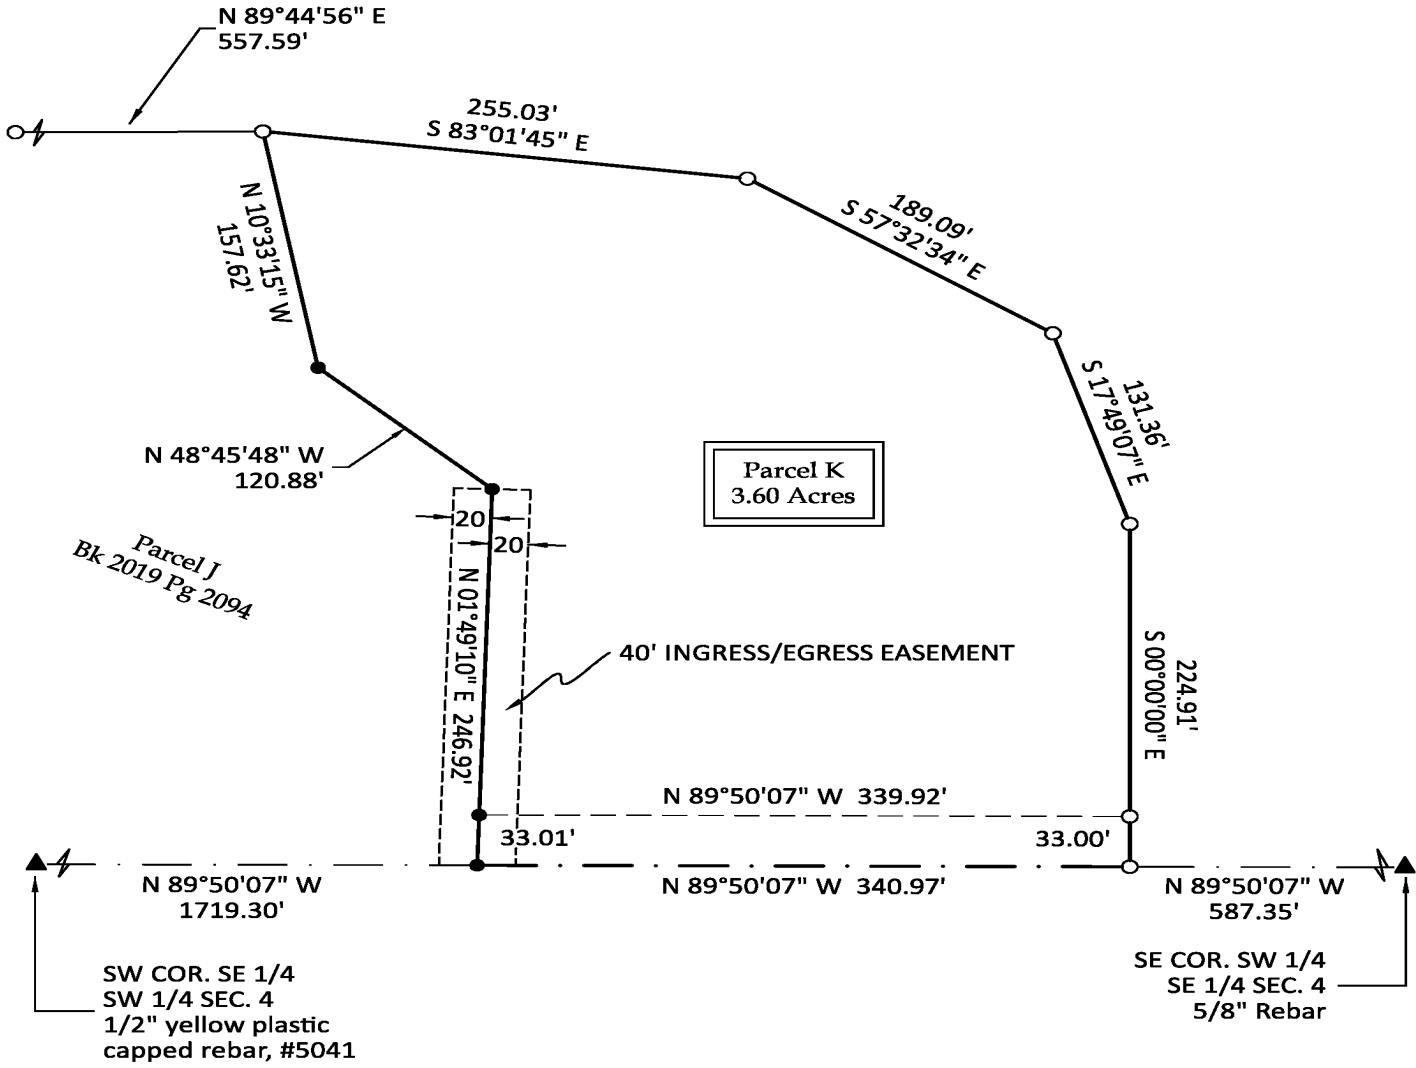 N 89°44'56" E
557.59'
255.03'
S 83°01'45" E
189.09'
S 57°32'34" E
N 10°33'15" W
157.62'
131.36'
S 17°49'07" E
N 48°45'48" W
120.88'
Parcel K
3.60 Acres
20
20
Parcel J
Bk 2019 Pg 2094
N 01°49'10" E 246.92'
40' INGRESS/EGRESS EASEMENT
224.91'
S 00°00'00" E
N 89°50'07" W 339.92'
33.01'
33.00'
N 89°50'07" W
1719.30'
N 89°50'07" W 340.97'
N 89°50'07" W
587.35'
SW COR. SE 1/4
SW 1/4 SEC. 4
1/2" yellow plastic
capped rebar, #5041
SE COR. SW 1/4
SE 1/4 SEC. 4
5/8" Rebar